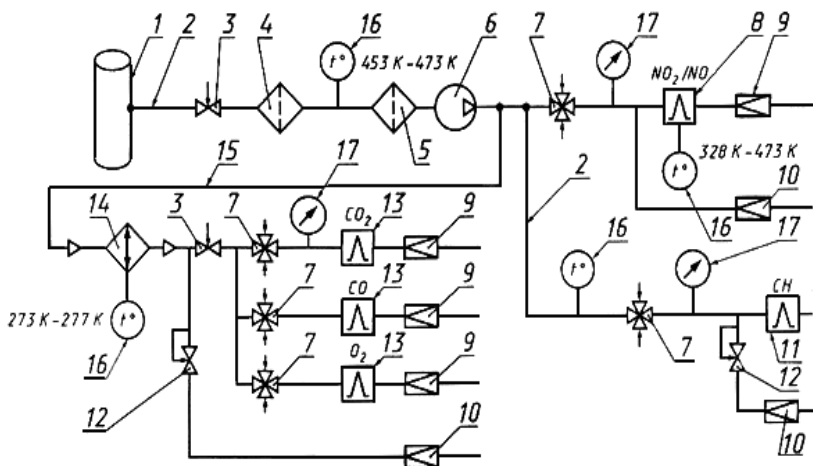 1 2 3 4 16 6 7 17 8 9
t° 453 K–473 K
NO₂/NO
5
15 17 2 t° 328 K–473 K 10
14 3 7 CO₂ 13 9 16 16 17
t°
CO 13 9
7
CH
273 K–277 K t°
16
7 O₂ 13 9
7 11 12
12
10 10